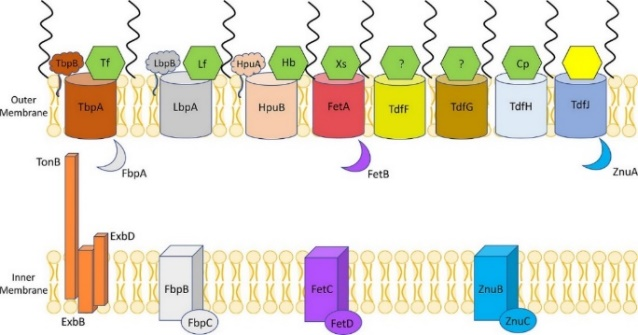 TbpB Tf LbpB Lf HpuA Hb Xs ? ? Cp
Outer
Membrane
TbpA LbpA HpuB FetA TdfF TdfG TdfH TdfJ
TonB
FbpA FetB ZnuA
ExbD
Inner
Membrane
FbpB FetC ZnuB
ExbB
FbpC FetD ZnuC